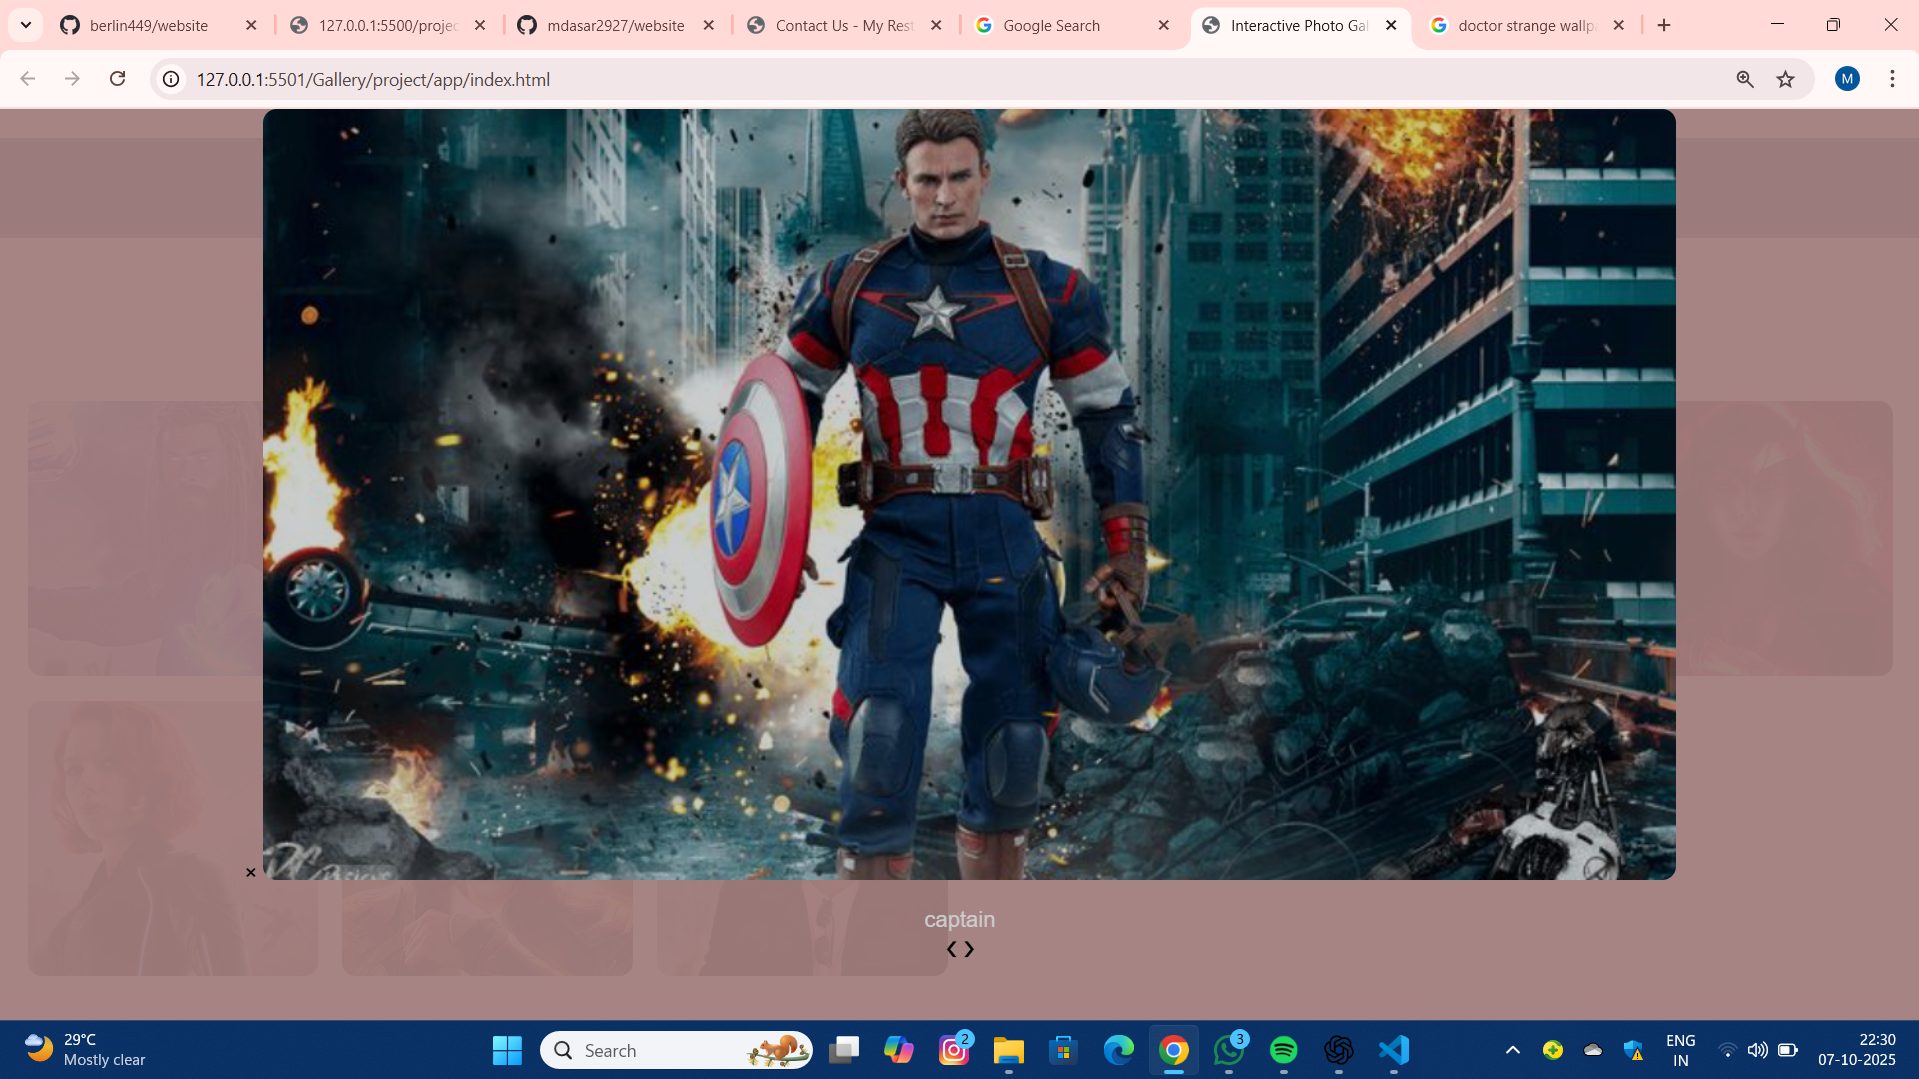 berlin449/website
127.0.0.1:5500/projec
mdasar2927/website
Contact Us - My Rest
Google Search
Interactive Photo Gal
doctor strange wallpa
127.0.0.1:5501/Gallery/project/app/index.html
M
×
captain
❮ ❯
29°C
Mostly clear
Search
2
3
ENG
IN
22:30
07-10-2025